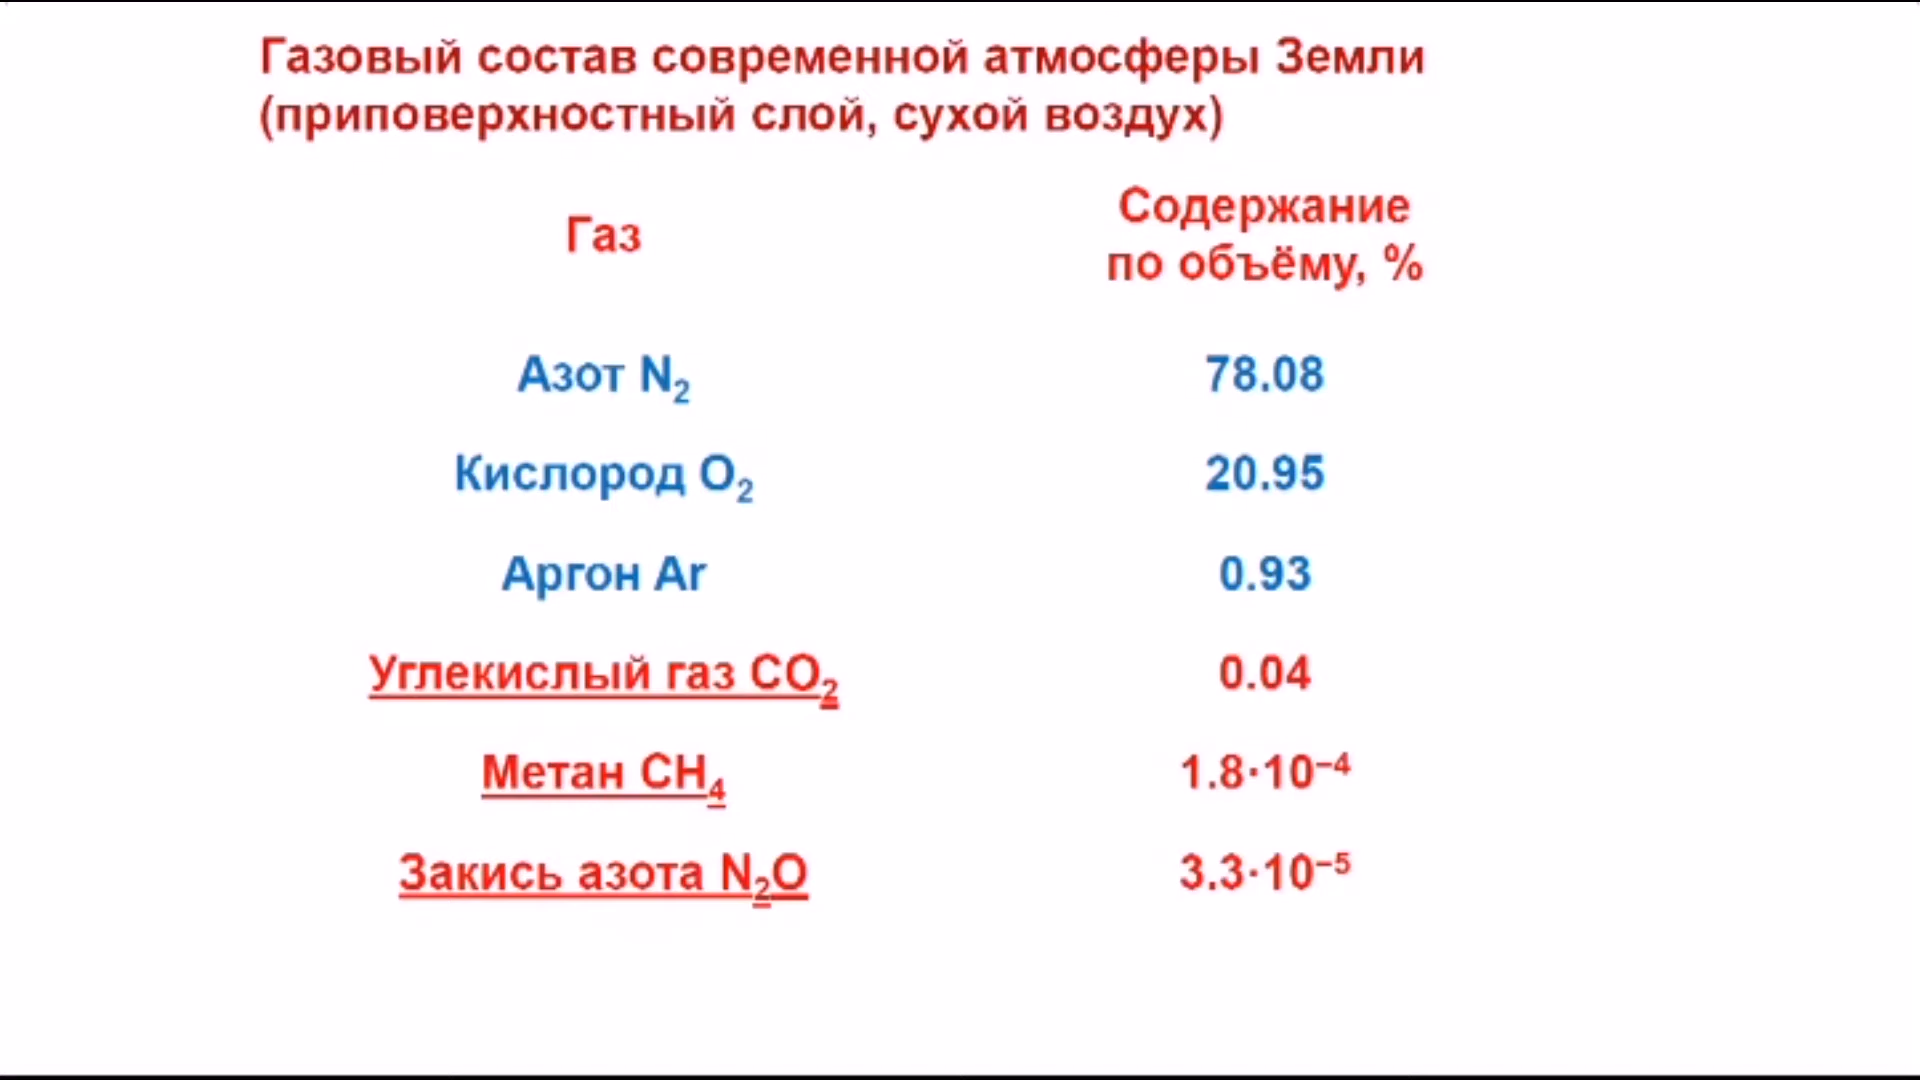 Газовый состав современной атмосферы Земли
(приповерхностный слой, сухой воздух)
Газ
Содержание
по объёму, %
Азот N₂ 78.08
Кислород O₂ 20.95
Аргон Ar 0.93
Углекислый газ CO₂ 0.04
Метан CH₄ 1.8·10⁻⁴
Закись азота N₂O 3.3·10⁻⁵